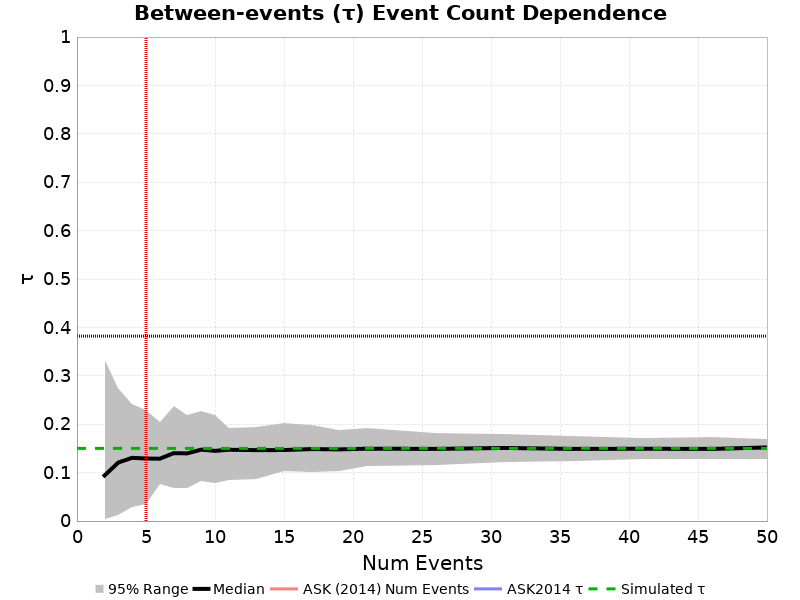 Between-events (τ) Event Count Dependence
1
0.9
0.8
0.7
0.6
0.5
0.4
0.3
0.2
0.1
0
τ
0 5 10 15 20 25 30 35 40 45 50
Num Events
95% Range Median ASK (2014) Num Events ASK2014 τ Simulated τ